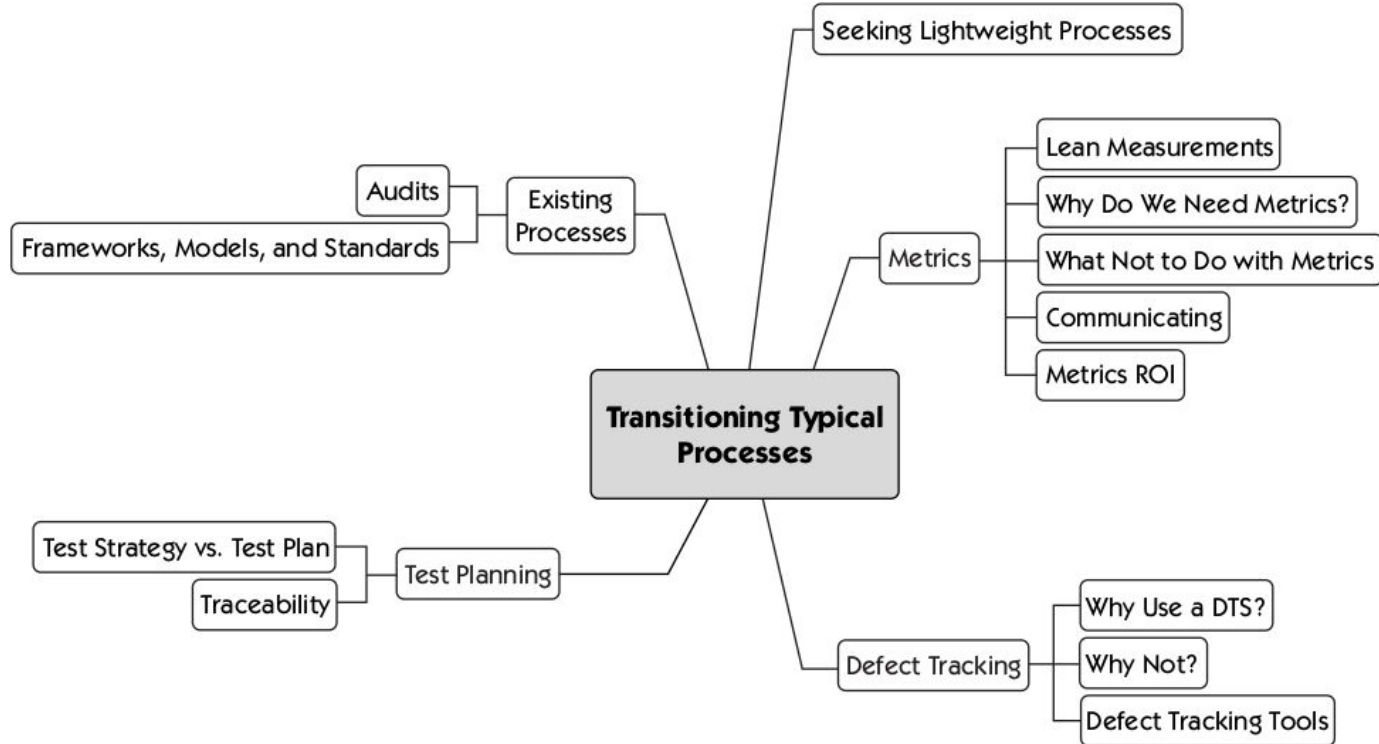 Seeking Lightweight Processes
Lean Measurements
Why Do We Need Metrics?
Metrics
What Not to Do with Metrics
Communicating
Metrics ROI
Audits
Existing
Processes
Frameworks, Models, and Standards
Transitioning Typical
Processes
Test Strategy vs. Test Plan
Test Planning
Traceability
Why Use a DTS?
Defect Tracking
Why Not?
Defect Tracking Tools